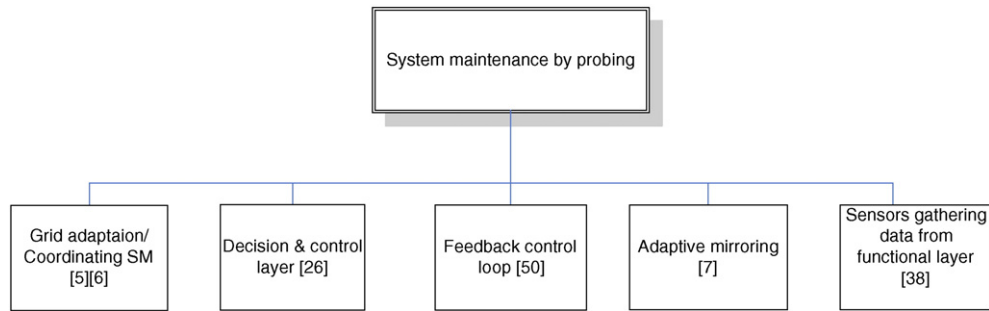 System maintenance by probing
Grid adaptaion/
Coordinating SM
[5][6]
Decision & control
layer [26]
Feedback control
loop [50]
Adaptive mirroring
[7]
Sensors gathering
data from
functional layer
[38]